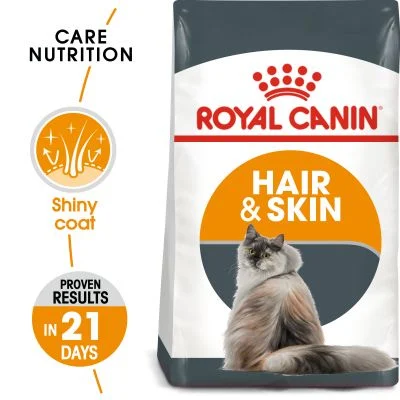 CARE
NUTRITION
Shiny
coat
PROVEN
RESULTS
IN 21
DAYS
ROYAL CANIN
HAIR
& SKIN